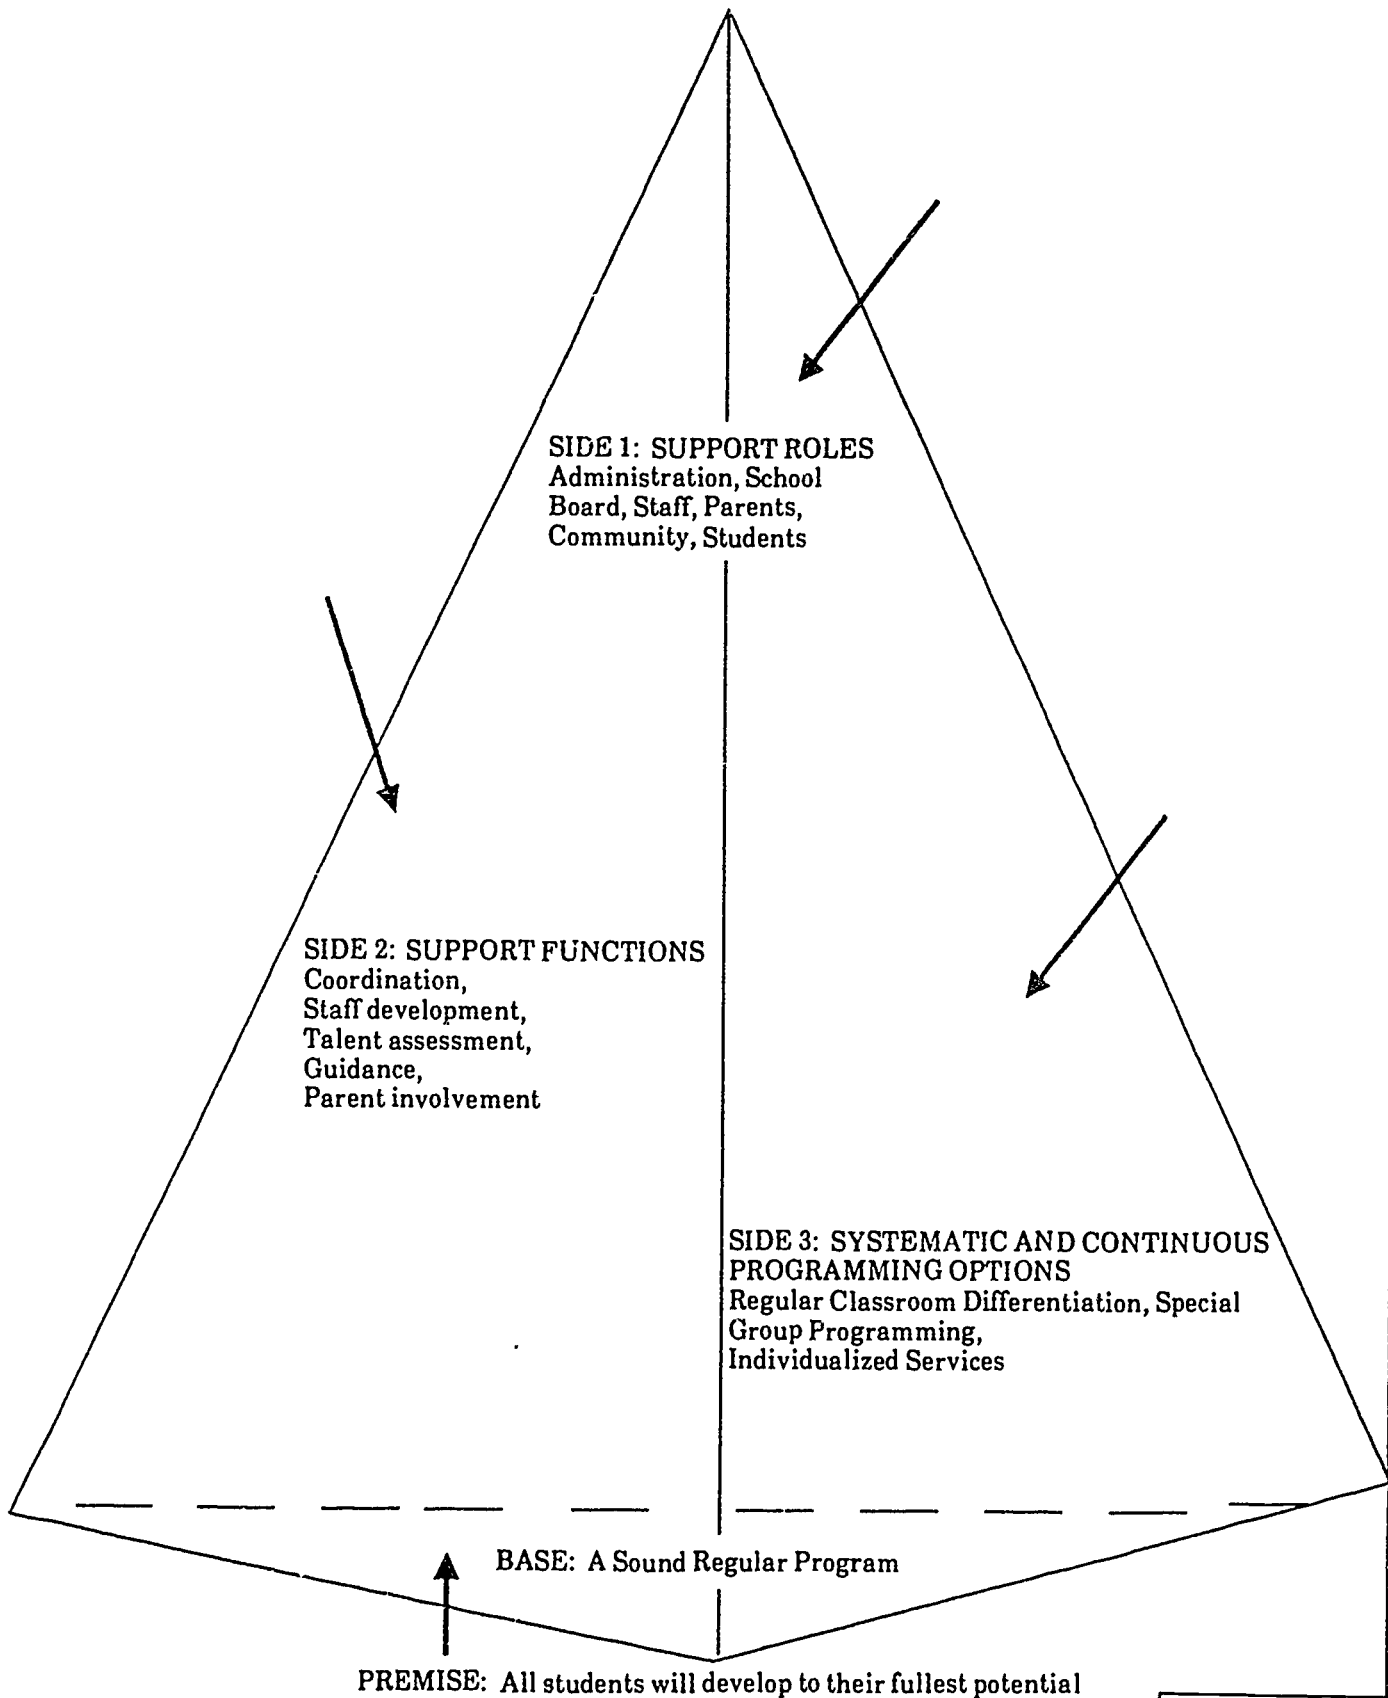 SIDE 1: SUPPORT ROLES
Administration, School
Board, Staff, Parents,
Community, Students
SIDE 2: SUPPORT FUNCTIONS
Coordination,
Staff development,
Talent assessment,
Guidance,
Parent involvement
SIDE 3: SYSTEMATIC AND CONTINUOUS
PROGRAMMING OPTIONS
Regular Classroom Differentiation, Special
Group Programming,
Individualized Services
BASE: A Sound Regular Program
PREMISE: All students will develop to their fullest potential